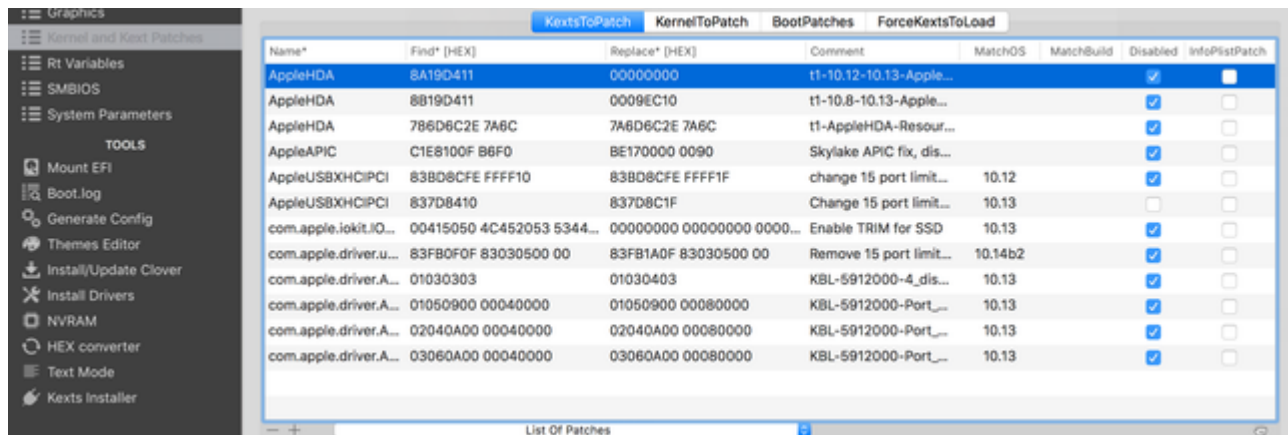 Graphics
Kernel and Kext Patches
Rt Variables
SMBIOS
System Parameters
TOOLS
Mount EFI
Boot.log
Generate Config
Themes Editor
Install/Update Clover
Install Drivers
NVRAM
HEX converter
Text Mode
Kexts Installer
KextsToPatch KernelToPatch BootPatches ForceKextsToLoad
Name* Find* [HEX] Replace* [HEX] Comment MatchOS MatchBuild Disabled InfoPlistPatch
AppleHDA 8A19D411 00000000 t1-10.12-10.13-Apple...
AppleHDA 8B19D411 0009EC10 t1-10.8-10.13-Apple...
AppleHDA 786D6C2E 7A6C 7A6D6C2E 7A6C t1-AppleHDA-Resour...
AppleAPIC C1E8100F B6F0 BE170000 0090 Skylake APIC fix, dis...
AppleUSBXHCIPCI 83BD8CFE FFFF10 83BD8CFE FFFF1F change 15 port limit... 10.12
AppleUSBXHCIPCI 837D8410 837D8C1F Change 15 port limit... 10.13
com.apple.iokit.IO... 00415050 4C452053 5344... 00000000 00000000 0000... Enable TRIM for SSD 10.13
com.apple.driver.u... 83FB0F0F 83030500 00 83FB1A0F 83030500 00 Remove 15 port limit... 10.14b2
com.apple.driver.A... 01030303 01030403 KBL-5912000-4_dis... 10.13
com.apple.driver.A... 01050900 00040000 01050900 00080000 KBL-5912000-Port_... 10.13
com.apple.driver.A... 02040A00 00040000 02040A00 00080000 KBL-5912000-Port_... 10.13
com.apple.driver.A... 03060A00 00040000 03060A00 00080000 KBL-5912000-Port_... 10.13
List Of Patches